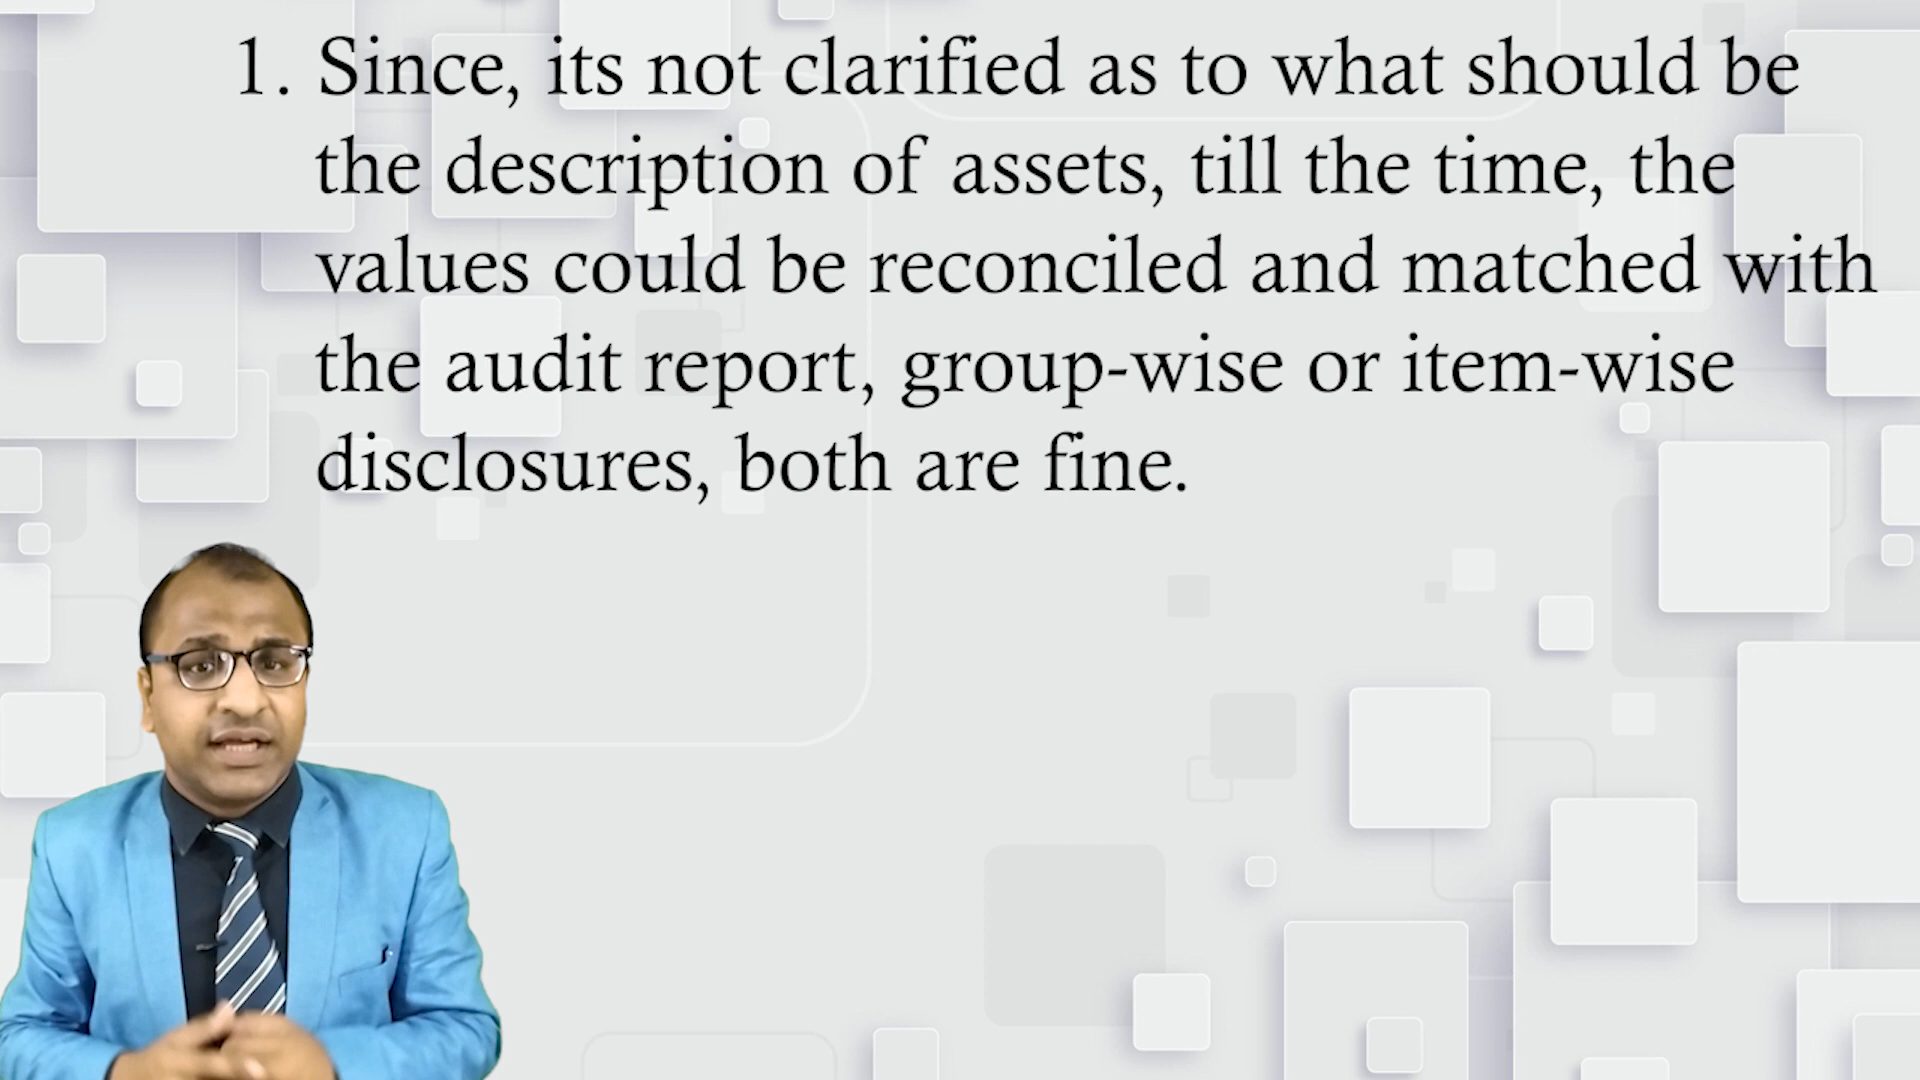 1. Since, its not clarified as to what should be
the description of assets, till the time, the
values could be reconciled and matched with
the audit report, group-wise or item-wise
disclosures, both are fine.